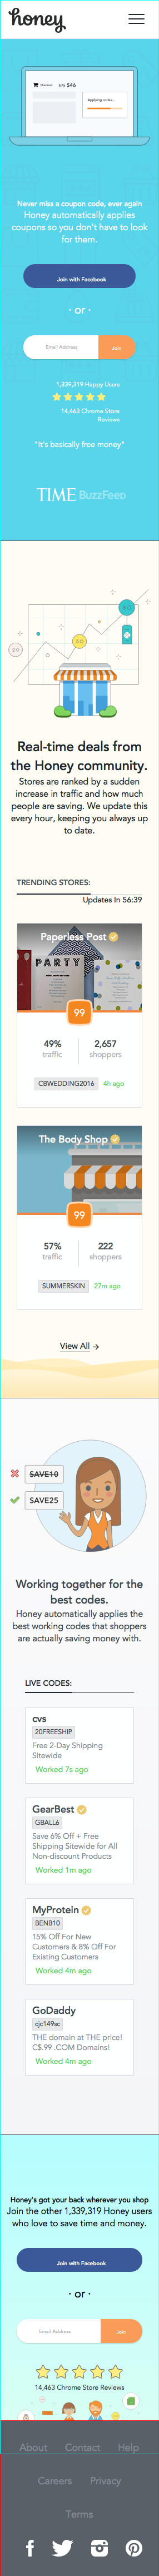 honey
Checkout $75 $46
Applying codes...
Never miss a coupon code, ever again
Honey automatically applies
coupons so you don't have to look
for them.
Join with Facebook
· or ·
Email Address
Join
1,339,319 Happy Users
14,463 Chrome Store
Reviews
"It's basically free money"
TIME BuzzFeed
Real-time deals from
the Honey community.
Stores are ranked by a sudden
increase in traffic and how much
people are saving. We update this
every hour, keeping you always up
to date.
TRENDING STORES:
Updates In 56:39
Paperless Post
PARTY
99
49% 2,657
traffic shoppers
CBWEDDING2016 4h ago
The Body Shop
99
57% 222
traffic shoppers
SUMMERSKIN 27m ago
View All
SAVE10
SAVE25
Working together for the
best codes.
Honey automatically applies the
best working codes that shoppers
are actually saving money with.
LIVE CODES:
CVS
20FREESHIP
Free 2-Day Shipping
Sitewide
Worked 7s ago
GearBest
GBALL6
Save 6% Off + Free
Shipping Sitewide for All
Non-discount Products
Worked 1m ago
MyProtein
BENB10
15% Off For New
Customers & 8% Off For
Existing Customers
Worked 4m ago
GoDaddy
cjc149sc
THE domain at THE price!
C$.99 .COM Domains!
Worked 4m ago
Honey's got your back wherever you shop
Join the other 1,339,319 Honey users
who love to save time and money.
Join with Facebook
· or ·
Email Address
Join
14,463 Chrome Store Reviews
About Contact Help
Careers Privacy
Terms